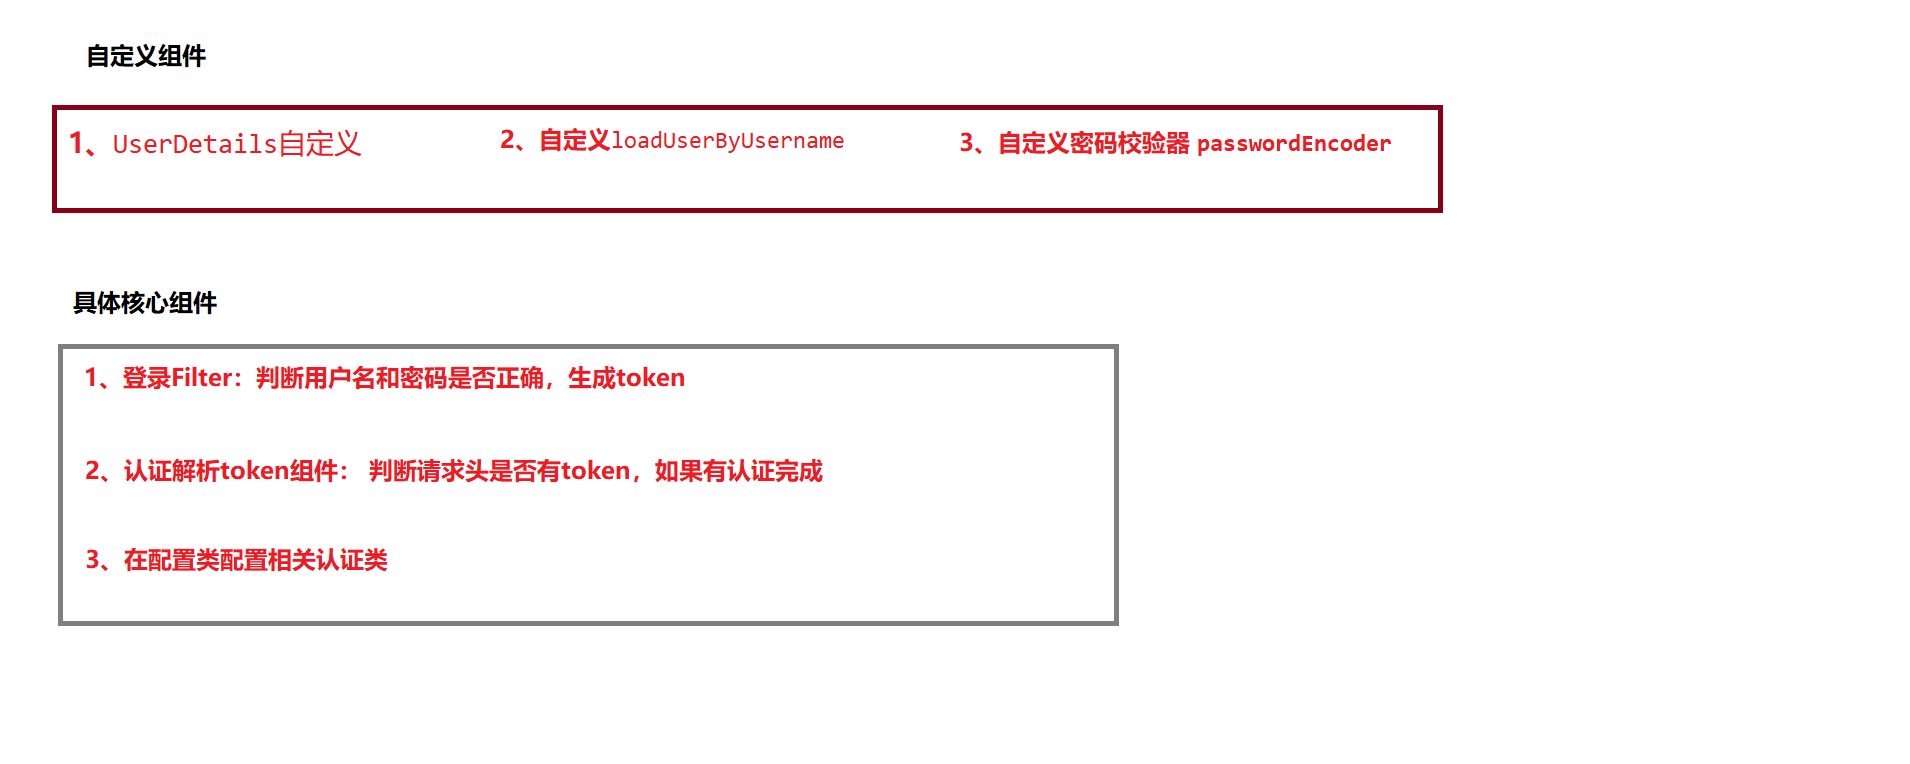 自定义组件
1、UserDetails自定义 2、自定义loadUserByUsername 3、自定义密码校验器 passwordEncoder
具体核心组件
1、登录Filter：判断用户名和密码是否正确，生成token
2、认证解析token组件： 判断请求头是否有token，如果有认证完成
3、在配置类配置相关认证类